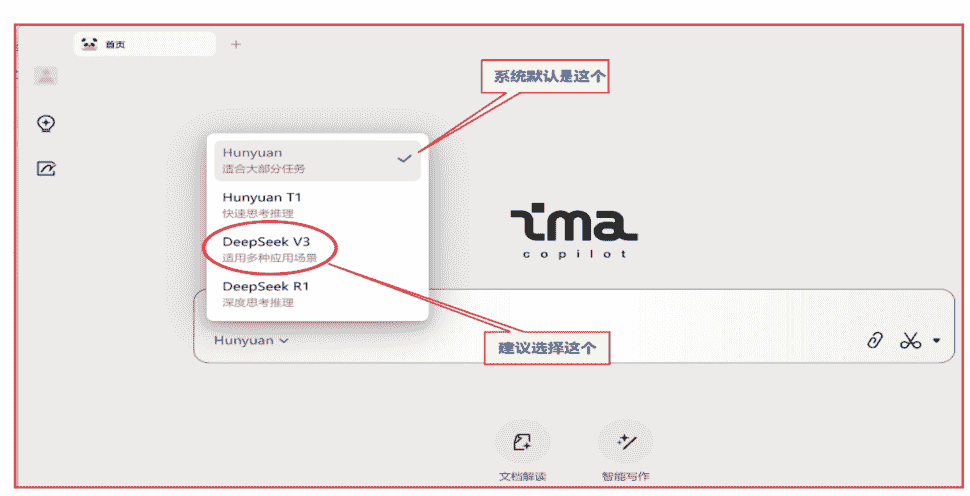 首页
系统默认是这个
Hunyuan
适合大部分任务
Hunyuan T1
快速思考推理
DeepSeek V3
适用多种应用场景
DeepSeek R1
深度思考推理
ima
copilot
Hunyuan
建议选择这个
文档解读
智能写作